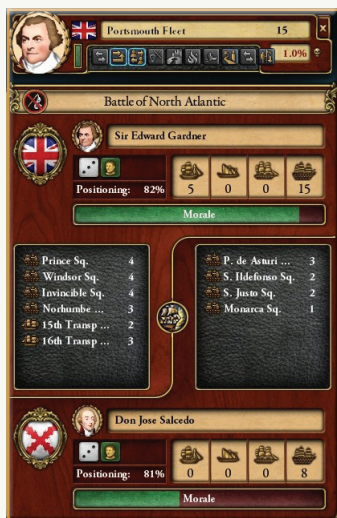 Portsmouth Fleet 15
1.0%
Battle of North Atlantic
Sir Edward Gardner
Positioning: 82%
5 0 0 15
Morale
Prince Sq. 4
Windsor Sq. 4
Invincible Sq. 4
Norhumbe ... 3
15th Transp ... 2
16th Transp ... 3
P. de Asturi ... 3
S. Ildefonso Sq. 2
S. Justo Sq. 2
Monarca Sq. 1
Don Jose Salcedo
Positioning: 81%
0 0 0 8
Morale